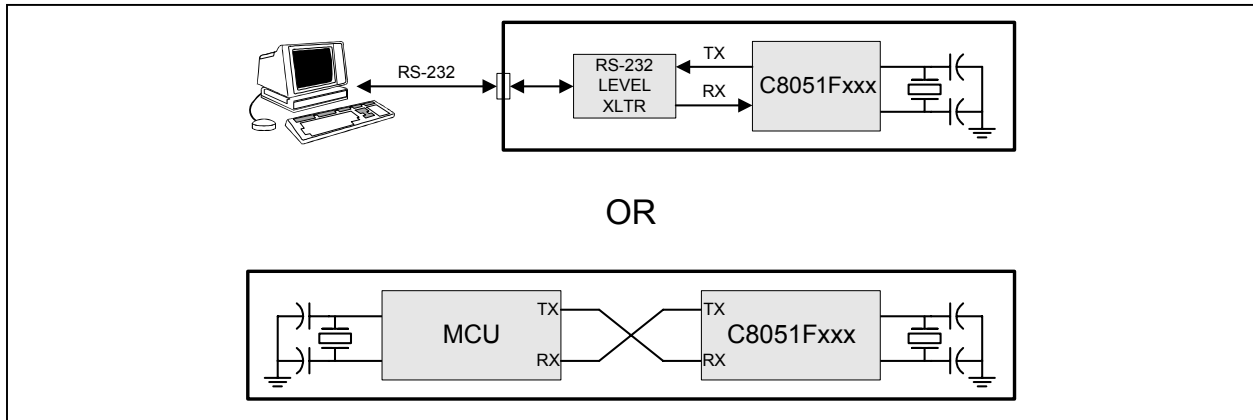 RS-232
RS-232
LEVEL
XLTR
TX
RX
C8051Fxxx
OR
MCU
TX
RX
TX
RX
C8051Fxxx